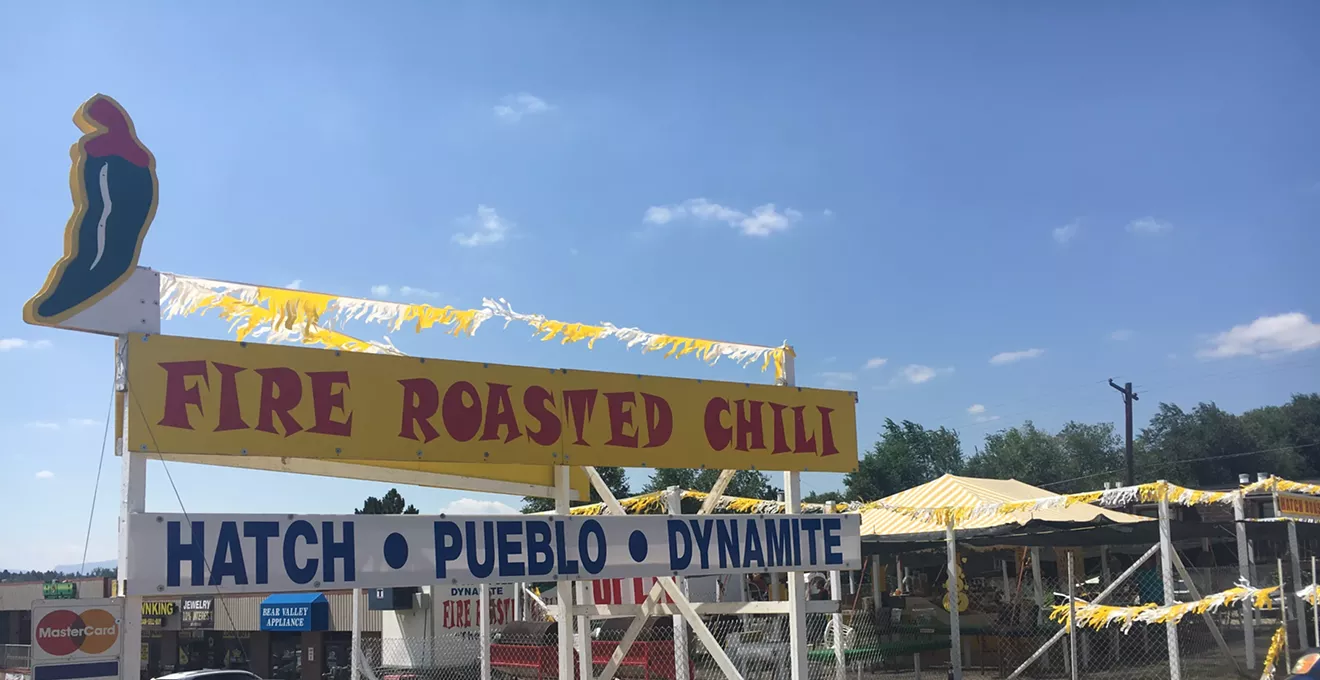 FIRE ROASTED CHILI
HATCH • PUEBLO • DYNAMITE
MasterCard
JEWELRY
BEAR VALLEY
APPLIANCE
DYNAMITE
FIRE ROAST